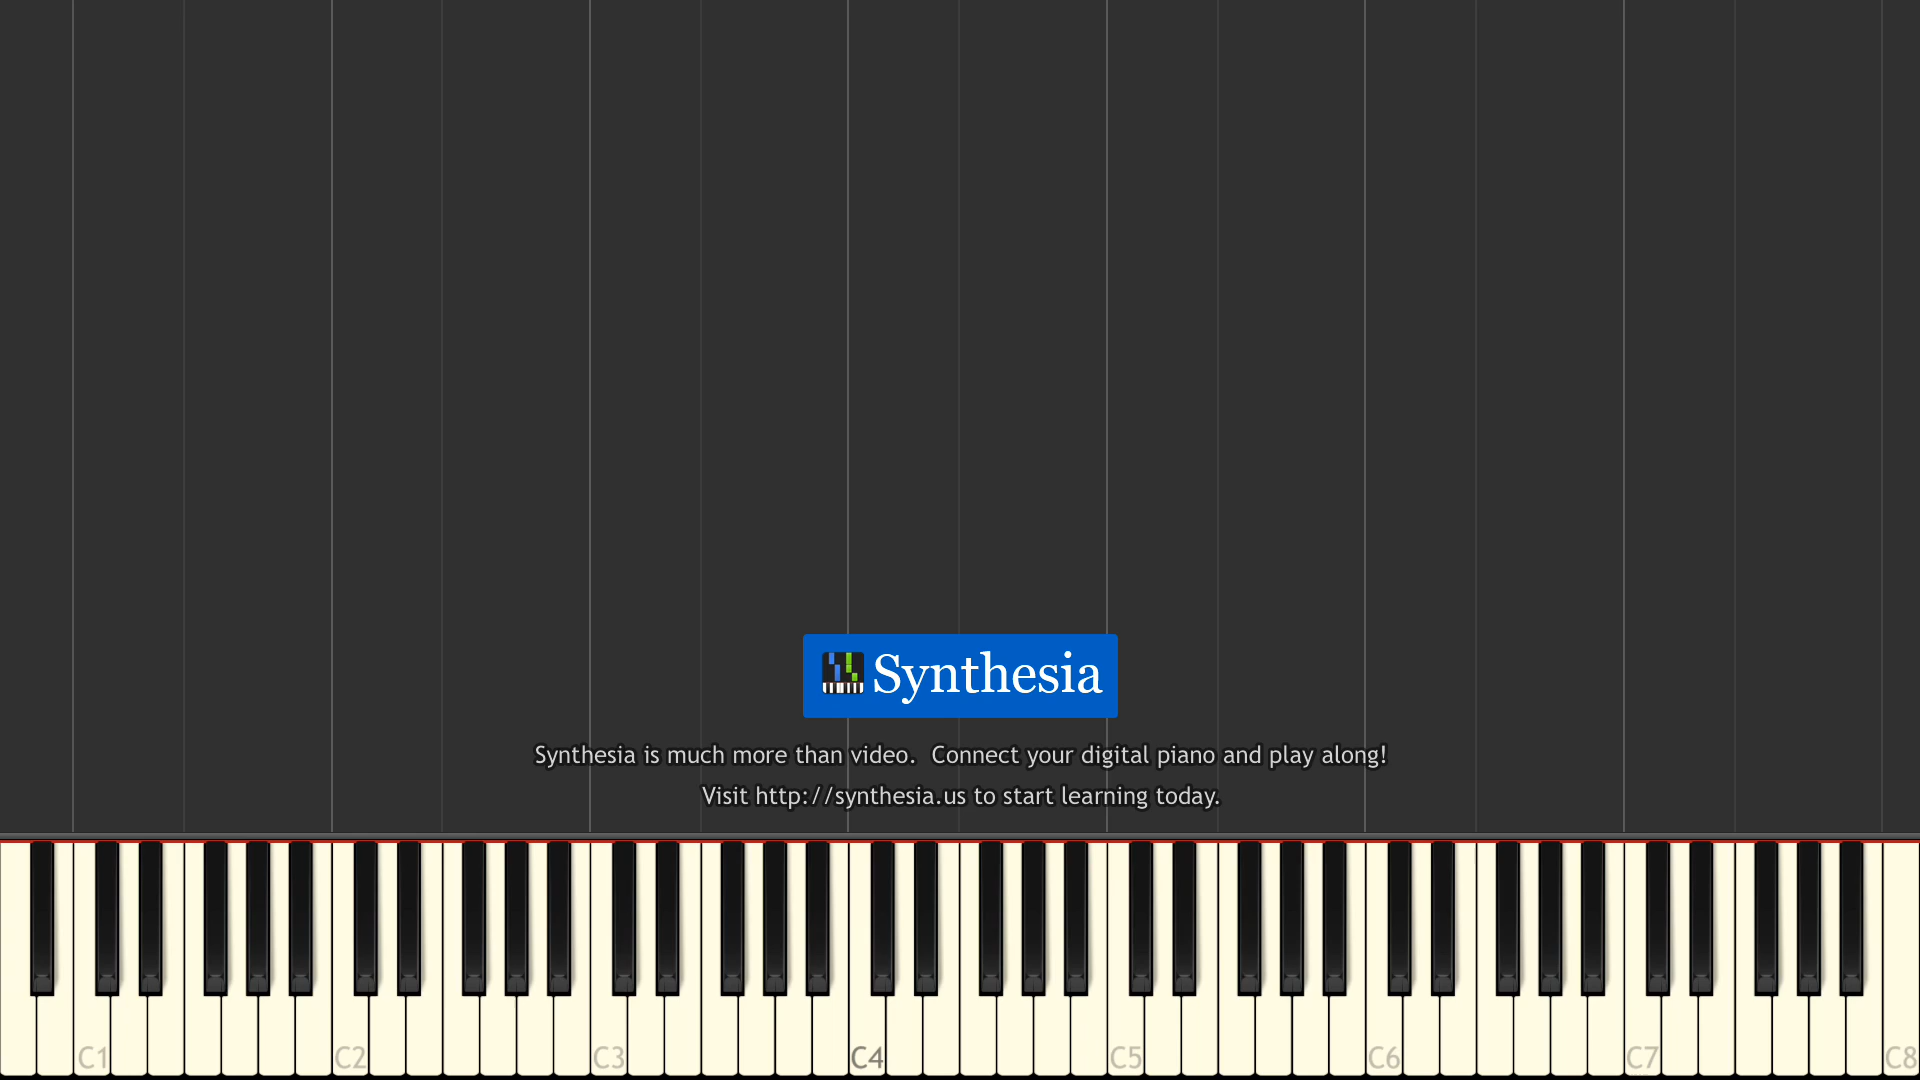 Synthesia
Synthesia is much more than video.  Connect your digital piano and play along!
Visit http://synthesia.us to start learning today.
C1 C2 C3 C4 C5 C6 C7 C8